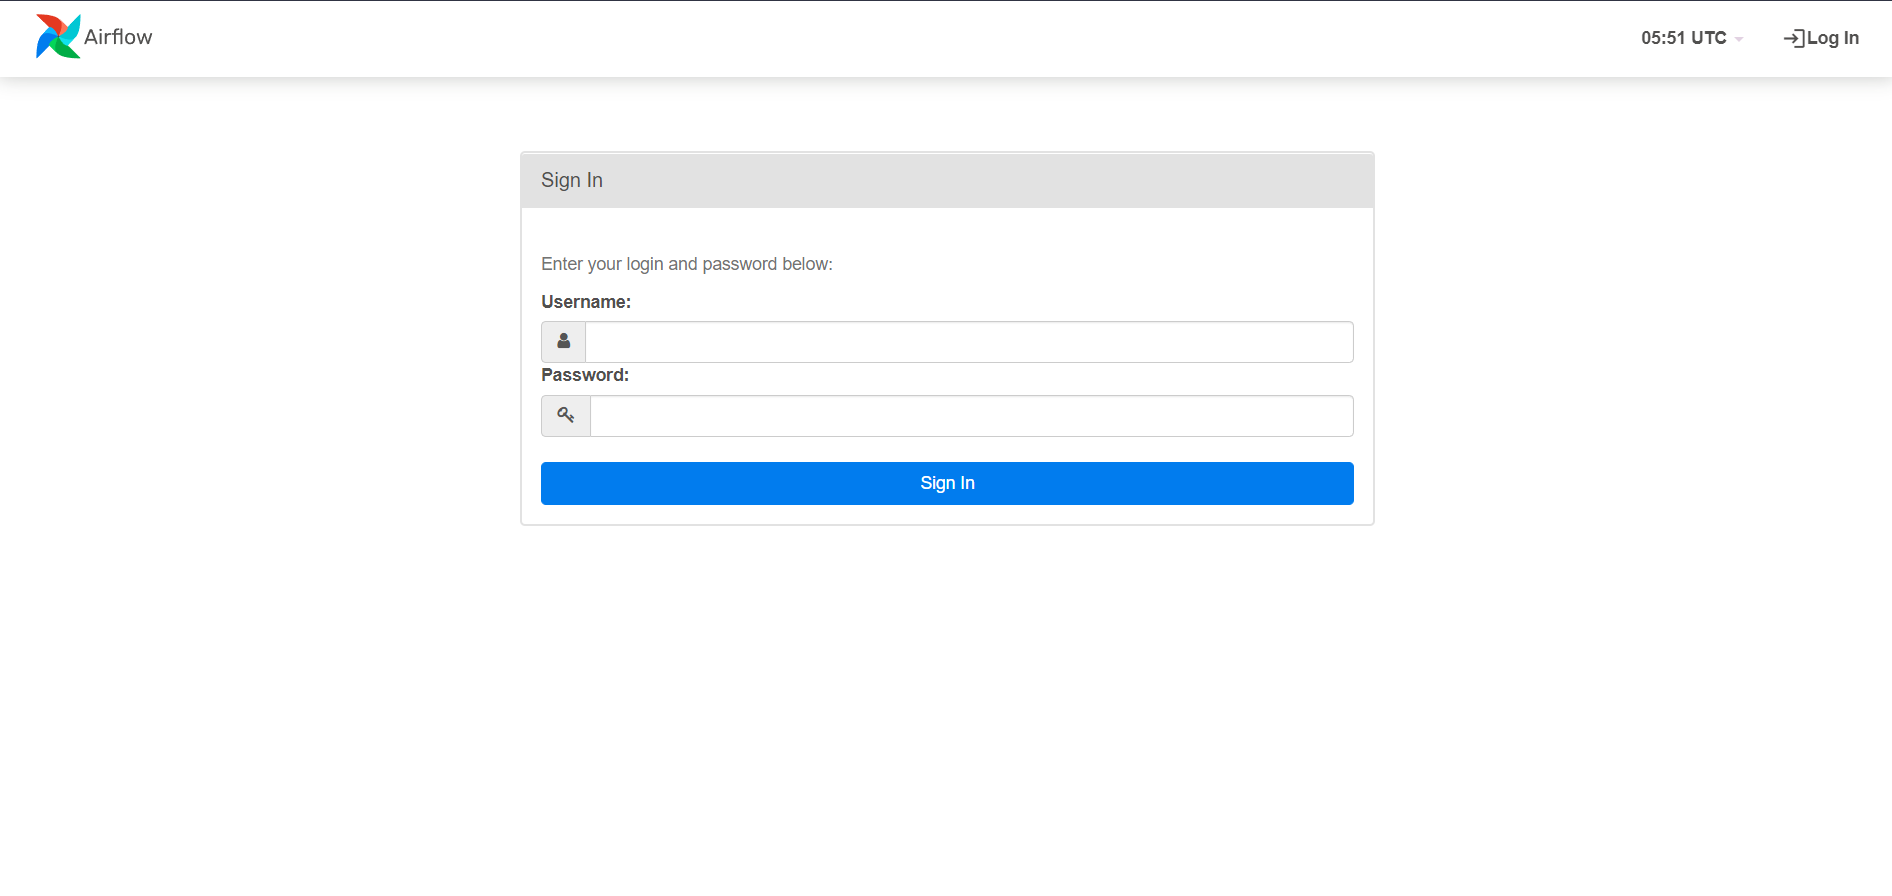 Airflow
05:51 UTC
Log In
Sign In
Enter your login and password below:
Username:
Password:
Sign In